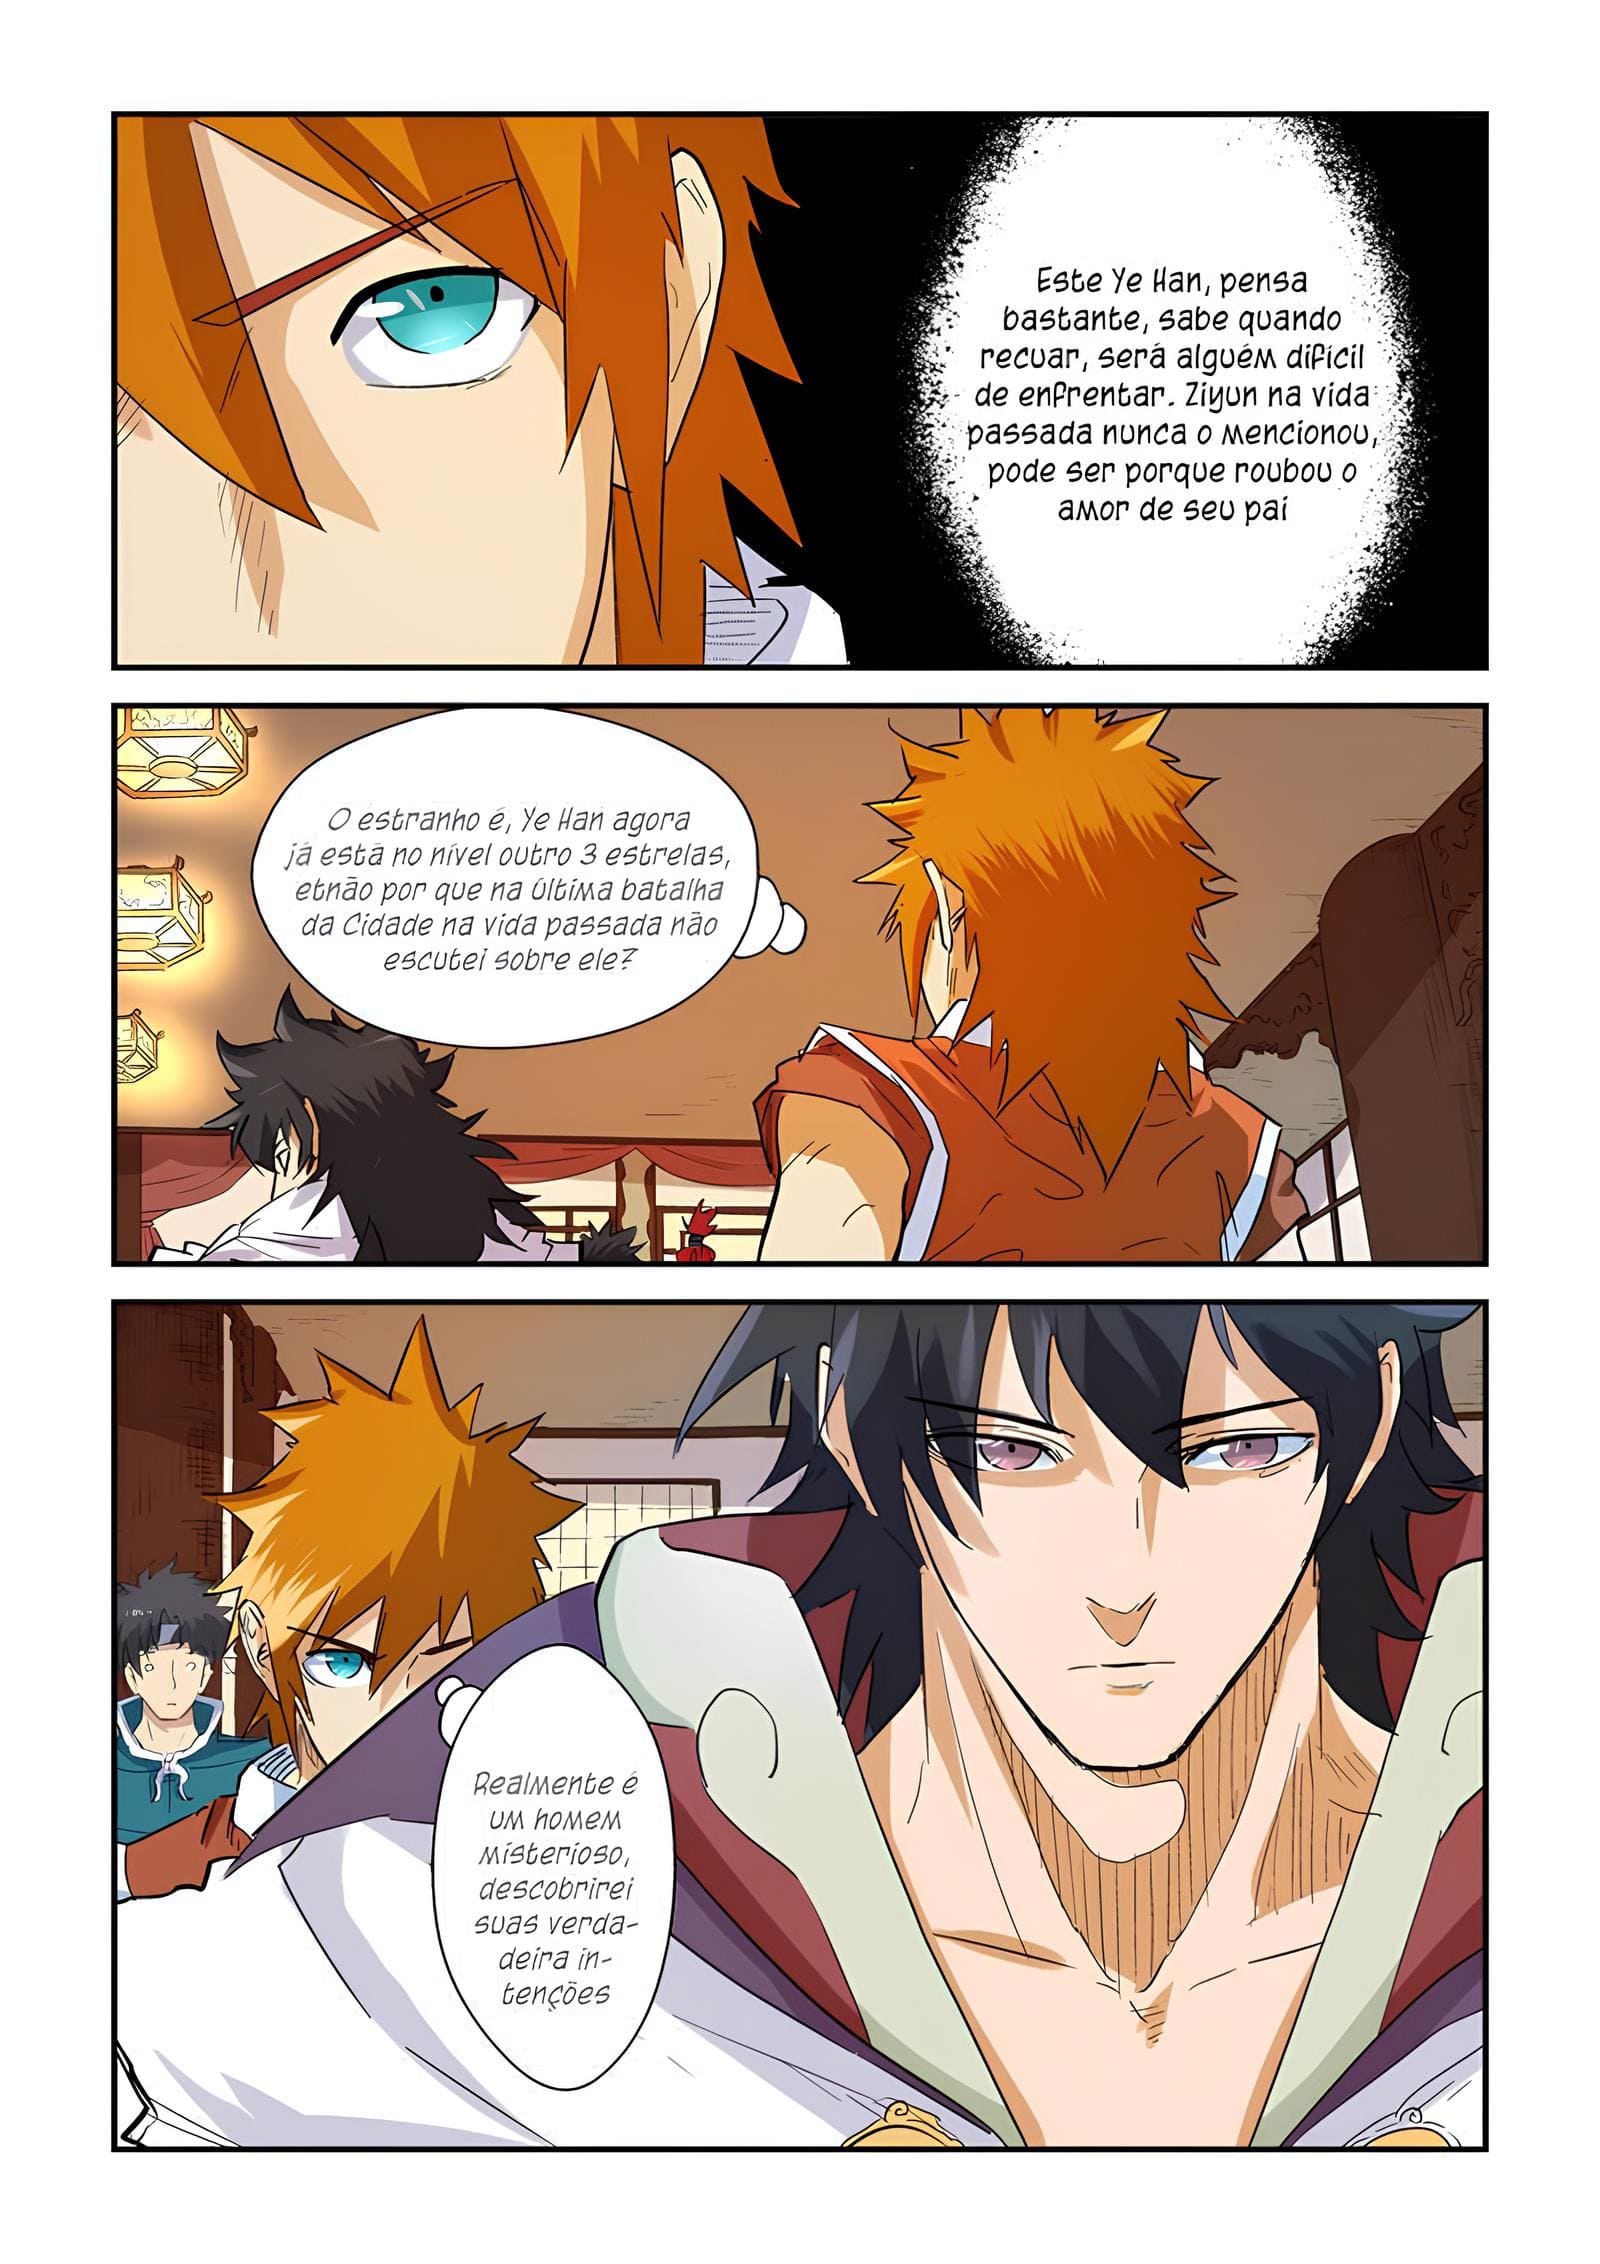 Este Ye Han, pensa
bastante, sabe quando
recuar, será alguém difícil
de enfrentar. Ziyun na vida
passada nunca o mencionou,
pode ser porque roubou o
amor de seu pai
O estranho é, Ye Han agora
já está no nível outro 3 estrelas,
etnão por que na última batalha
da Cidade na vida passada não
escutei sobre ele?
Realmente é
um homem
misterioso,
descobrirei
suas verda-
deira in-
tenções